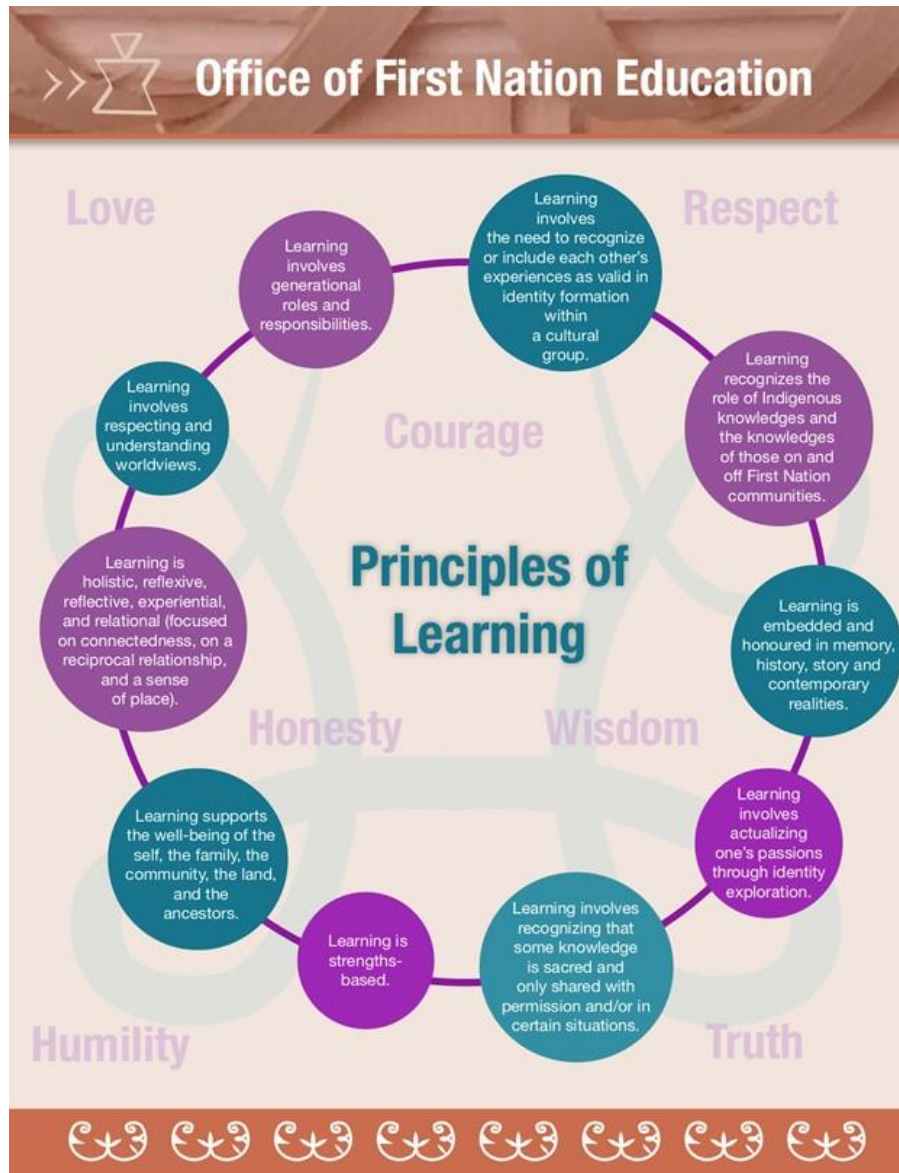 Office of First Nation Education
Love
Respect
Learning
involves
the need to recognize
or include each other's
experiences as valid in
identity formation
within
a cultural
group.
Learning
involves
generational
roles and
responsibilities.
Learning
recognizes the
role of Indigenous
knowledges and
the knowledges
of those on and
off First Nation
communities.
Learning
involves
respecting and
understanding
worldviews.
Courage
Principles of
Learning
Learning is
holistic, reflexive,
reflective, experiential,
and relational (focused
on connectedness, on a
reciprocal relationship,
and a sense
of place).
Learning is
embedded and
honoured in memory,
history, story and
contemporary
realities.
Honesty
Wisdom
Learning supports
the well-being of the
self, the family, the
community, the land,
and the
ancestors.
Learning
involves
actualizing
one's passions
through identity
exploration.
Learning is
strengths-
based.
Learning involves
recognizing that
some knowledge
is sacred and
only shared with
permission and/or in
certain situations.
Humility
Truth